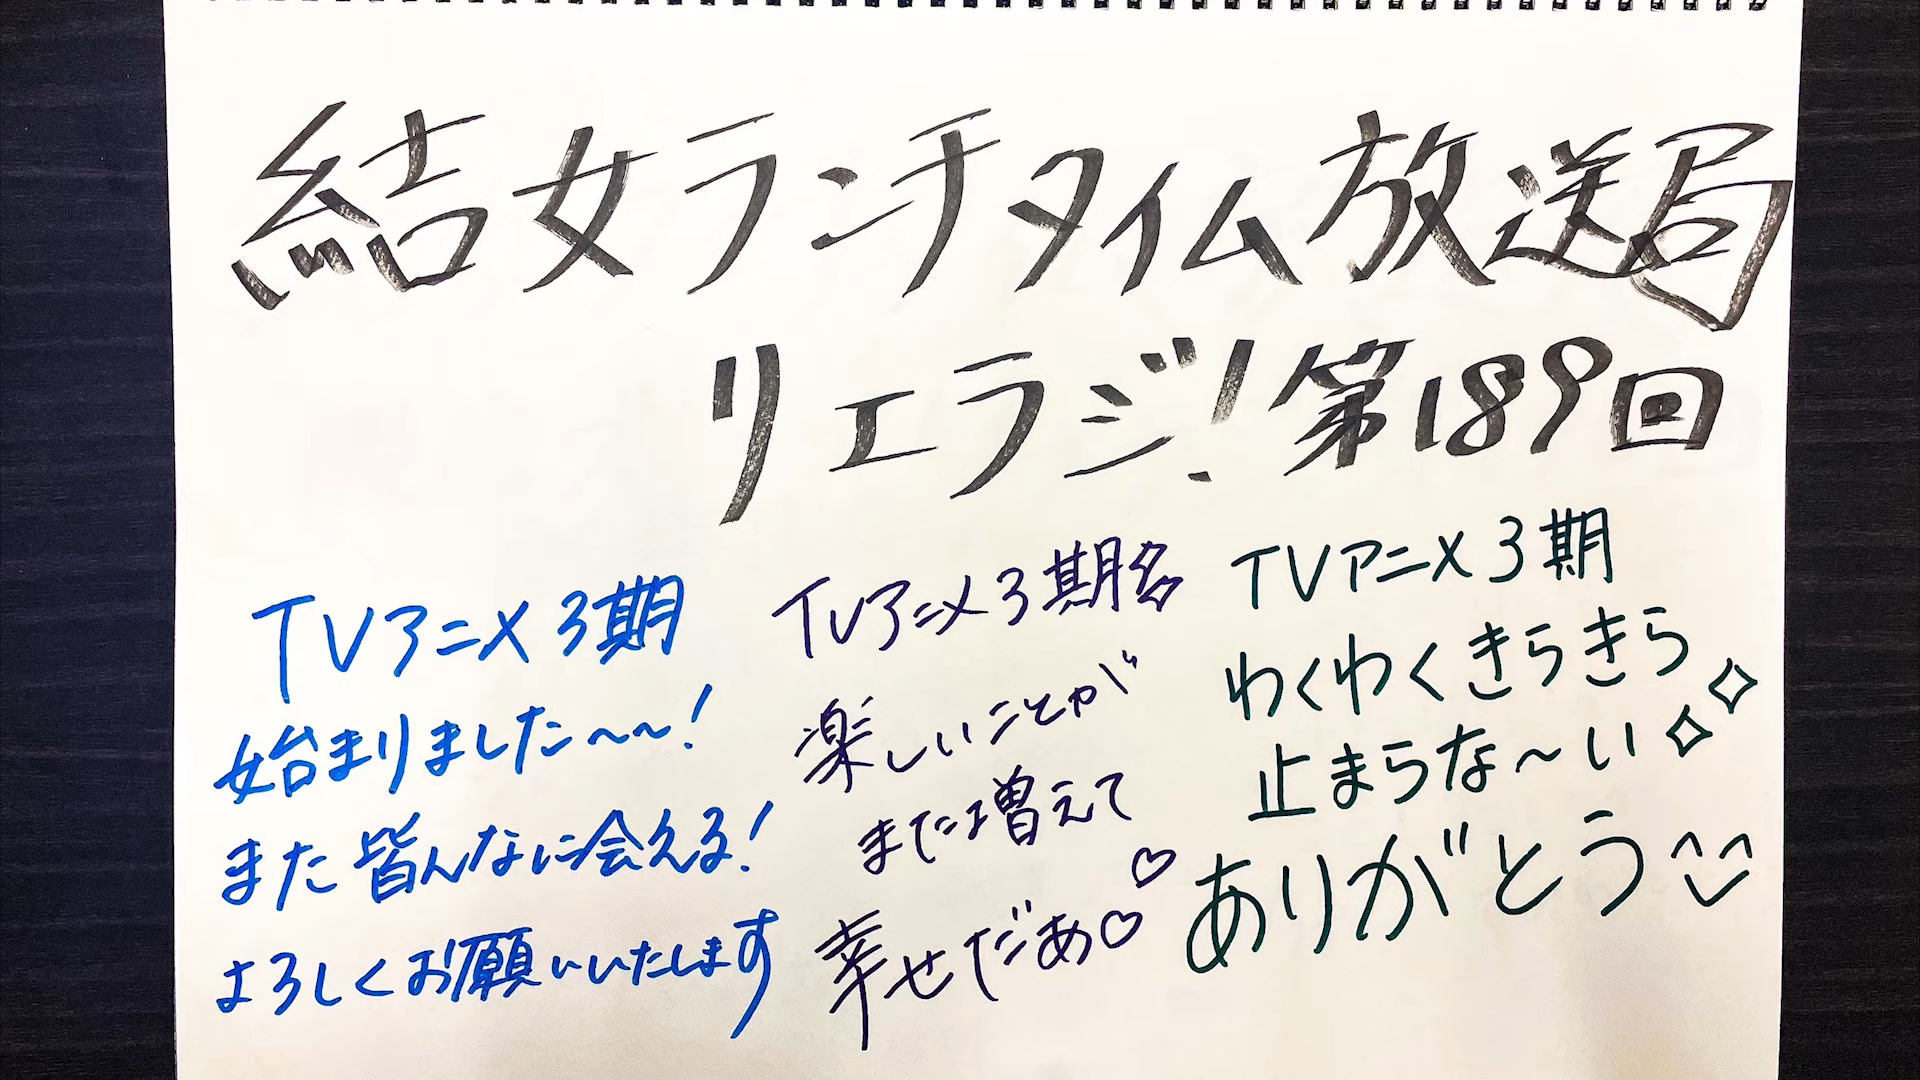 結女ランチタイム放送局
リエラジ!第189回
TVアニメ3期
始まりました〜〜!
また皆んなに会える!
よろしくお願いいたします
TVアニメ3期
楽しいことが
また増えて
幸せだあ♡♡
TVアニメ3期
わくわくきらきら
止まらな〜い
ありがとう